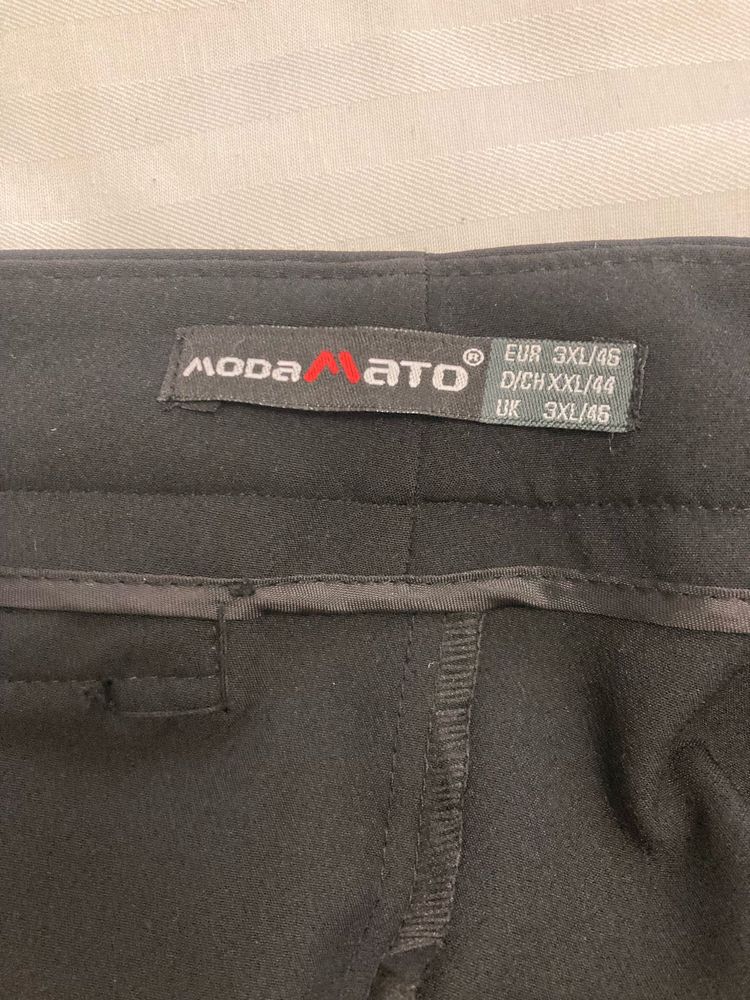 MODAMATO®
EUR 3XL/46
D/CH XXL/44
UK 3XL/46